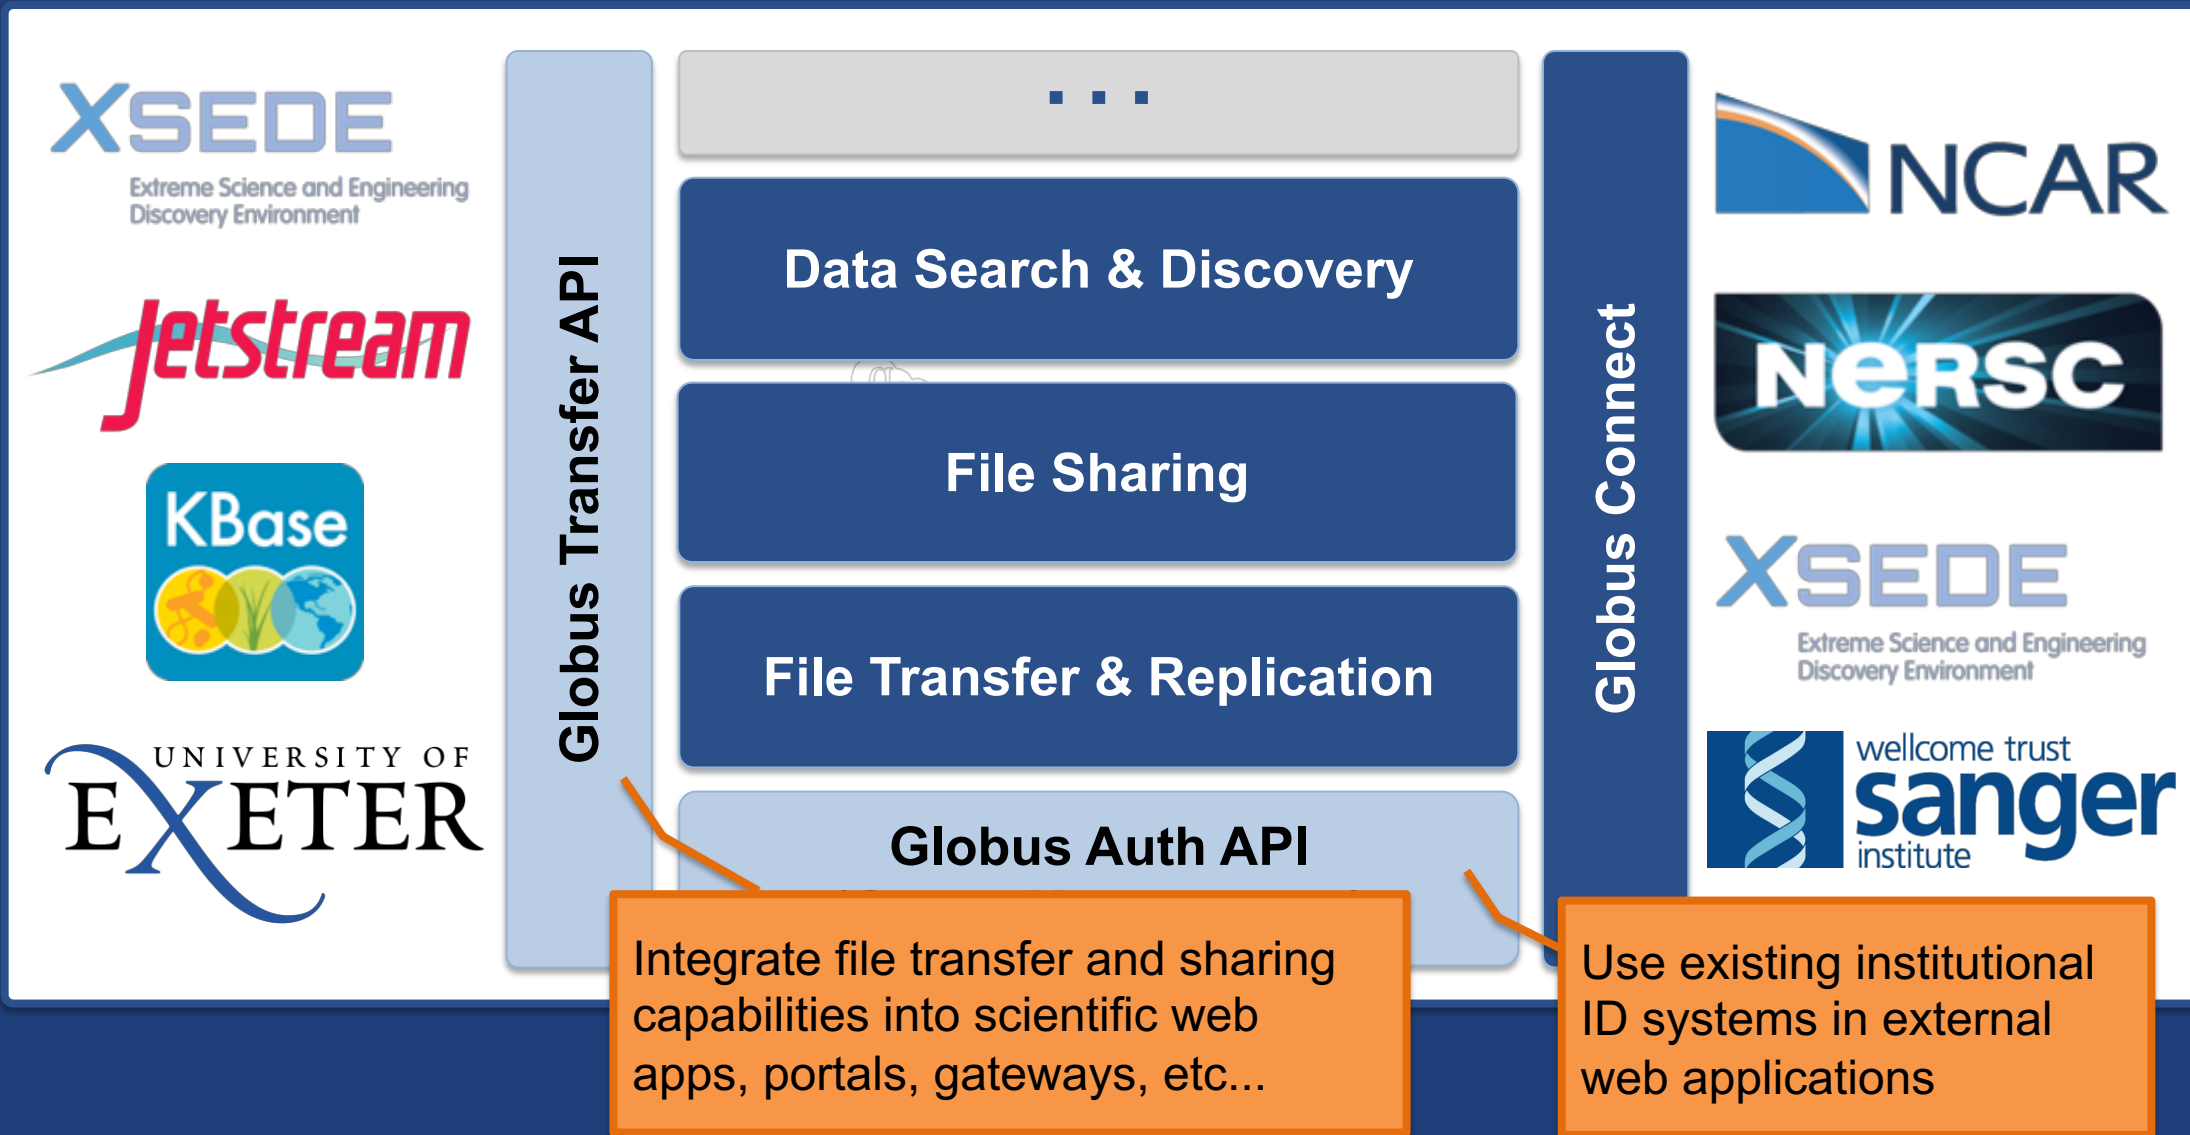 XSEDE
Extreme Science and Engineering
Discovery Environment
Jetstream
KBase
UNIVERSITY OF
EXETER
Globus Transfer API
...
Data Search & Discovery
File Sharing
File Transfer & Replication
Globus Auth API
Globus Connect
NCAR
NERSC
XSEDE
Extreme Science and Engineering
Discovery Environment
wellcome trust
sanger
institute
Integrate file transfer and sharing
capabilities into scientific web
apps, portals, gateways, etc...
Use existing institutional
ID systems in external
web applications